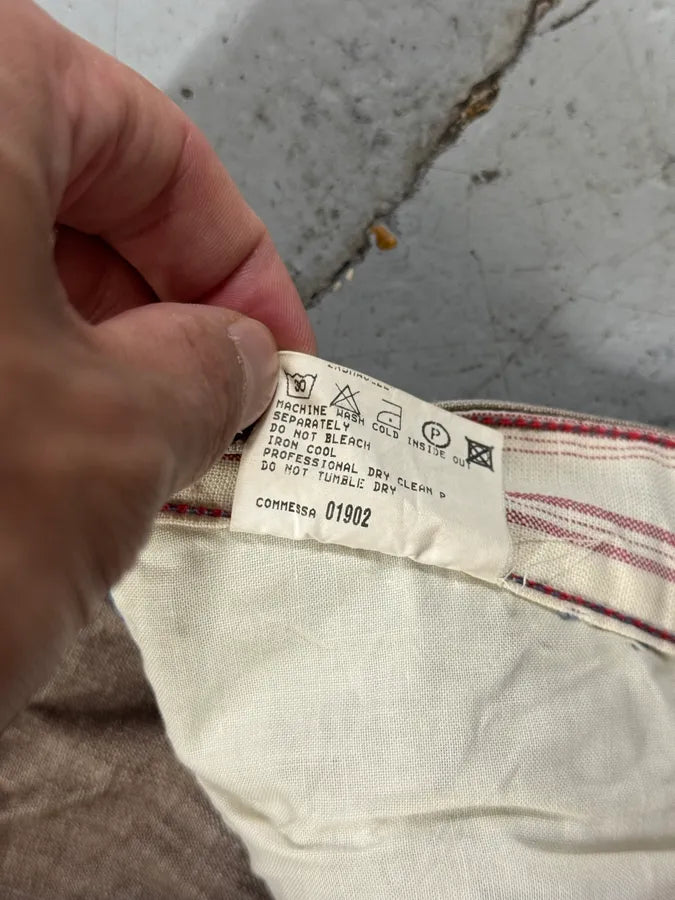 30
P
MACHINE WASH COLD INSIDE OUT
SEPARATELY
DO NOT BLEACH
IRON COOL
PROFESSIONAL DRY CLEAN P
DO NOT TUMBLE DRY
COMMESSA 01902